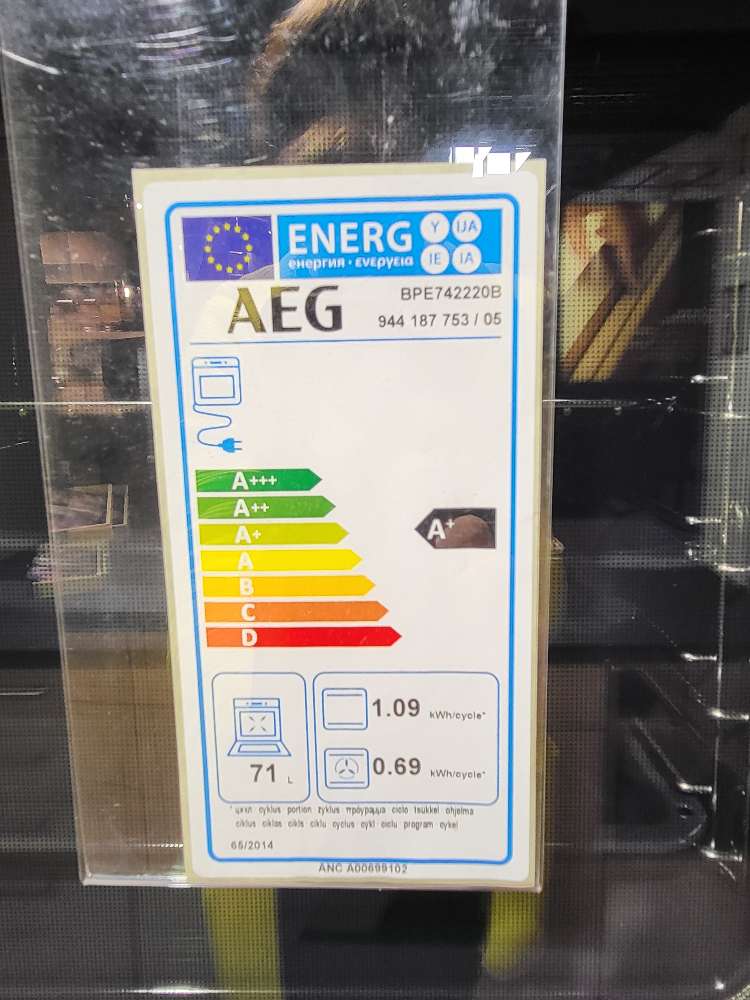 ENERG Y IJA
енергия · ενεργεια IE IA
AEG
BPE742220B
944 187 753 / 05
A+++
A++
A+
A
B
C
D
A+
71 L
1.09 kWh/cycle*
0.69 kWh/cycle*
* цикл cyklus portion zyklus πρόγραμμα ciclo tsükkel ohjelma
ciklus ciklas cikls ciklu cyclus cykl ciclu program cykel
65/2014
ANC A00699102